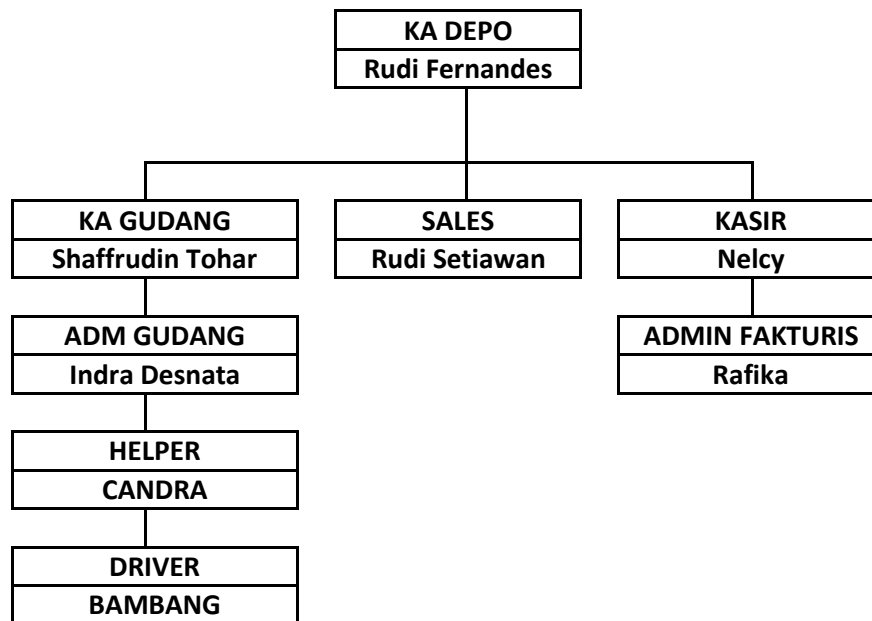 KA DEPO
Rudi Fernandes
KA GUDANG
Shaffrudin Tohar
SALES
Rudi Setiawan
KASIR
Nelcy
ADM GUDANG
Indra Desnata
ADMIN FAKTURIS
Rafika
HELPER
CANDRA
DRIVER
BAMBANG